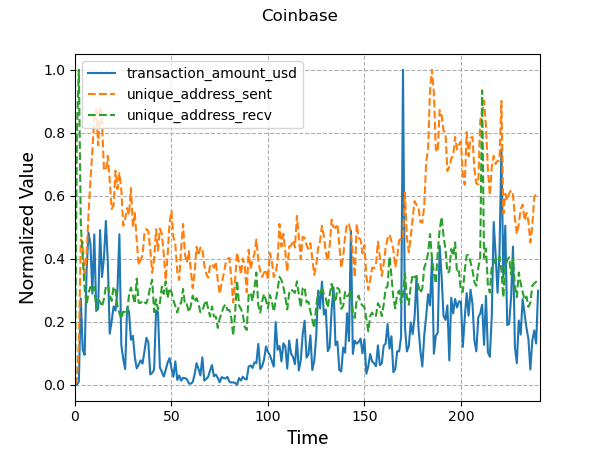 Coinbase
transaction_amount_usd
unique_address_sent
unique_address_recv
1.0
0.8
0.6
0.4
0.2
0.0
Normalized Value
0 50 100 150 200
Time